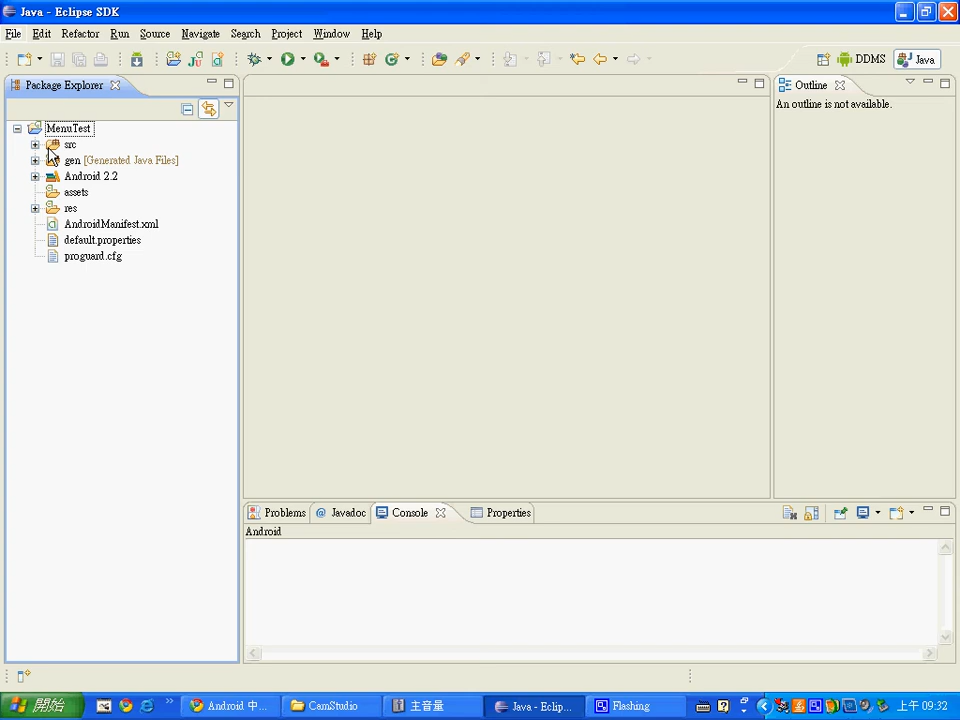 Java - Eclipse SDK
File Edit Refactor Run Source Navigate Search Project Window Help
DDMS Java
Package Explorer
Outline
An outline is not available.
MenuTest
src
gen [Generated Java Files]
Android 2.2
assets
res
AndroidManifest.xml
default.properties
proguard.cfg
Problems @ Javadoc Console Properties
Android
開始 Android 中... CamStudio 主音量 Java - Eclip... Flashing 上午 09:32